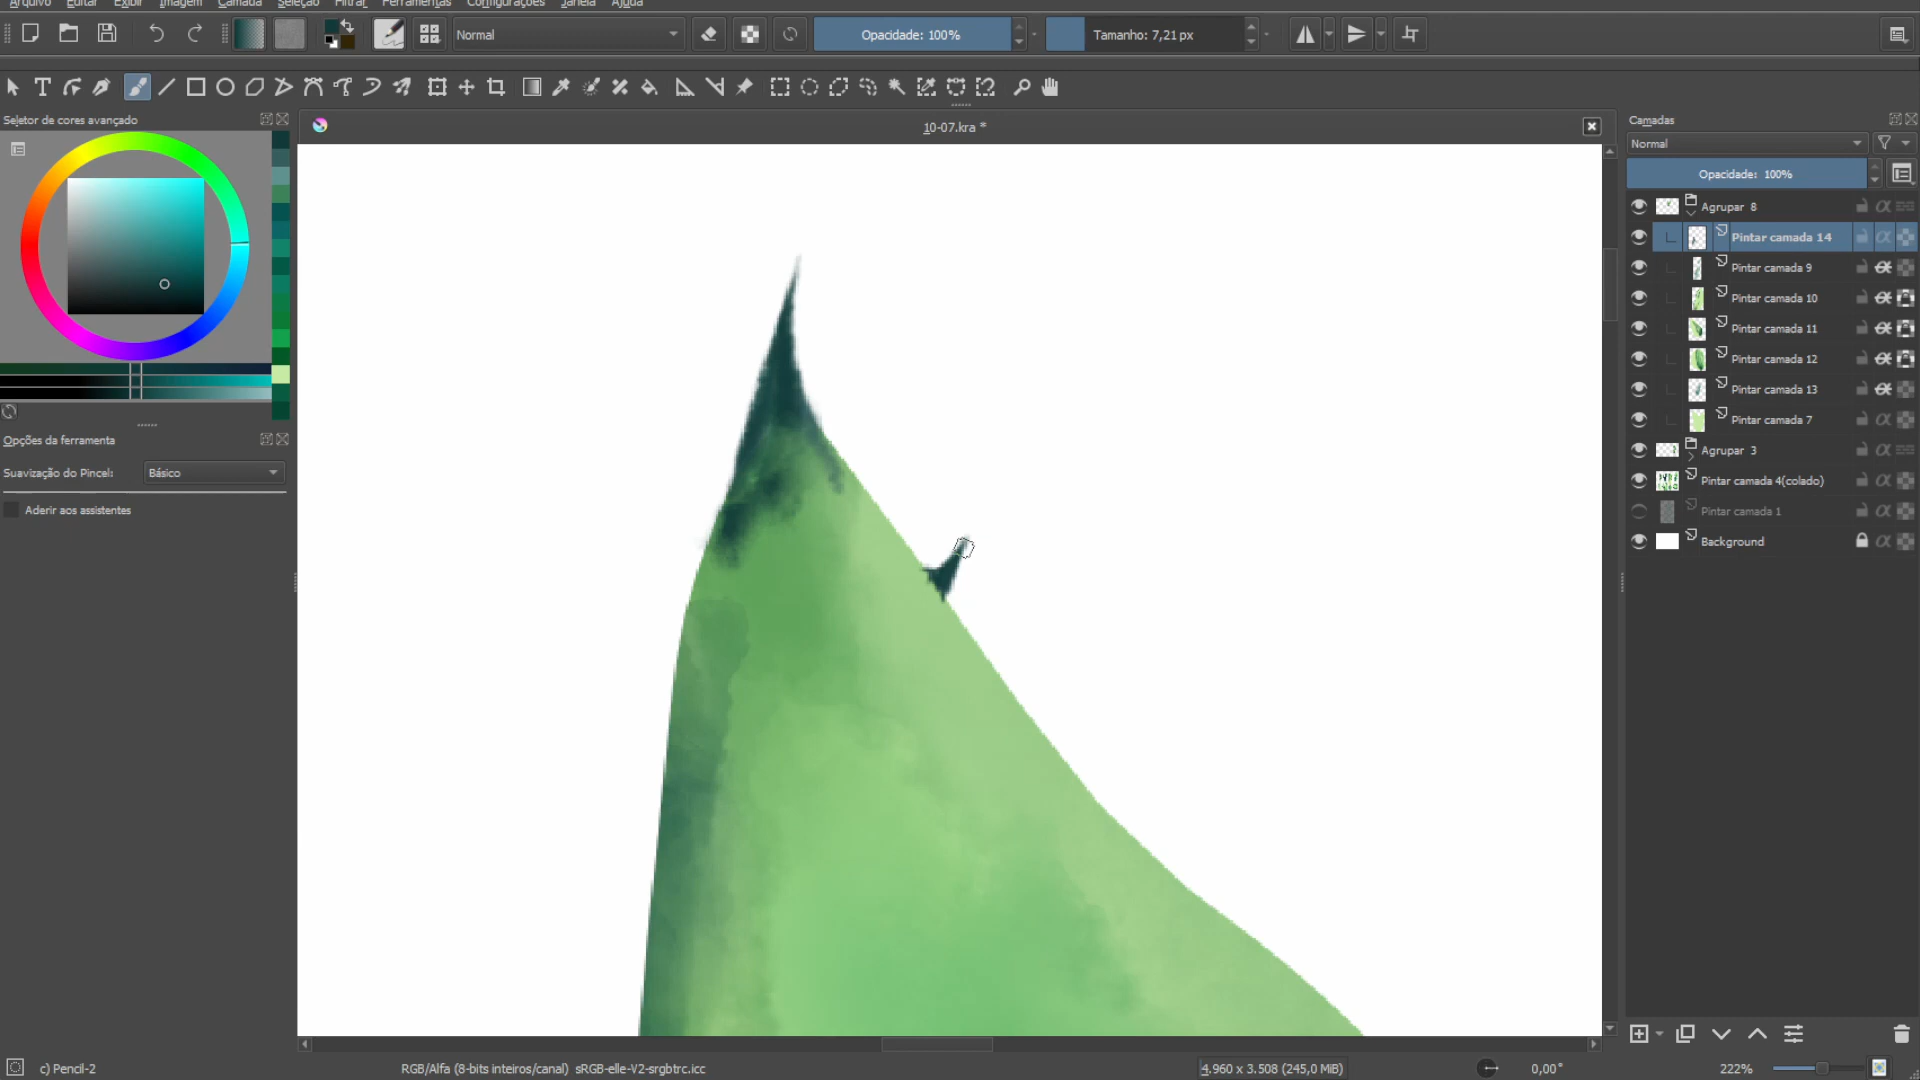 Arquivo Editar Exibir Imagem Camada Seleção Filtrar Ferramentas Configurações Janela Ajuda
Normal
Opacidade: 100%
Tamanho: 7,21 px
Seletor de cores avançado
10-07.kra *
Camadas
Normal
Opacidade: 100%
Agrupar 8
Pintar camada 14
Pintar camada 9
Pintar camada 10
Pintar camada 11
Pintar camada 12
Pintar camada 13
Pintar camada 7
Agrupar 3
Pintar camada 4(colado)
Pintar camada 1
Background
Opções da ferramenta
Suavização do Pincel:
Básico
Aderir aos assistentes
c) Pencil-2
RGB/Alfa (8-bits inteiros/canal) sRGB-elle-V2-srgbtrc.icc
4.960 x 3.508 (245,0 MiB)
0,00°
222%